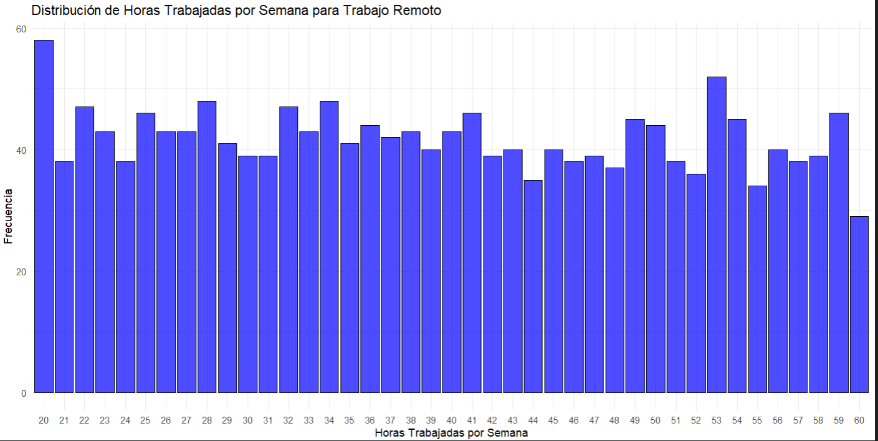 Distribución de Horas Trabajadas por Semana para Trabajo Remoto
60
40
20
0
Frecuencia
20 21 22 23 24 25 26 27 28 29 30 31 32 33 34 35 36 37 38 39 40 41 42 43 44 45 46 47 48 49 50 51 52 53 54 55 56 57 58 59 60
Horas Trabajadas por Semana